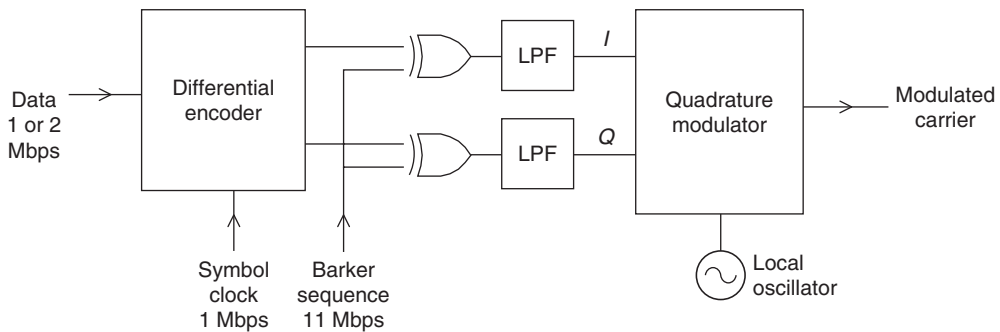 Data
1 or 2
Mbps
Differential
encoder
Symbol
clock
1 Mbps
Barker
sequence
11 Mbps
LPF
I
LPF
Q
Quadrature
modulator
Local
oscillator
Modulated
carrier